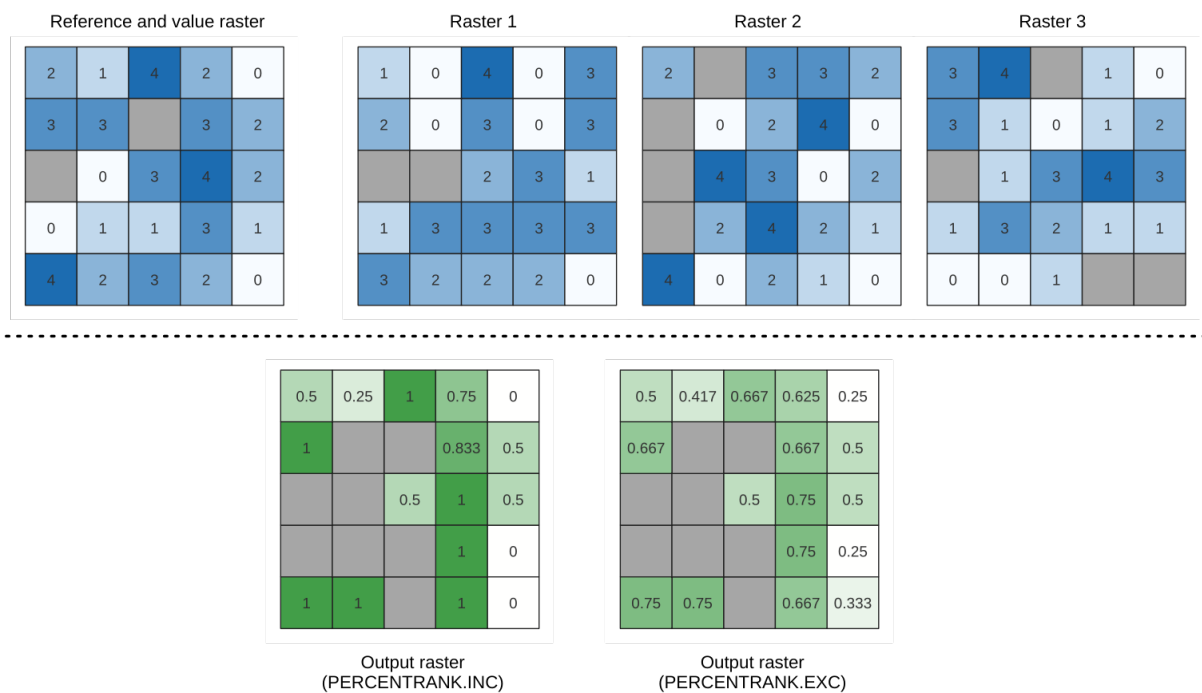 Reference and value raster Raster 1 Raster 2 Raster 3
2 1 4 2 0 1 0 4 0 3 2 3 3 2 3 4 1 0
3 3 3 2 2 0 3 0 3 0 2 4 0 3 1 0 1 2
0 3 4 2 2 3 1 4 3 0 2 1 3 4 3
0 1 1 3 1 1 3 3 3 3 2 4 2 1 1 3 2 1 1
4 2 3 2 0 3 2 2 2 0 4 0 2 1 0 0 0 1
0.5 0.25 1 0.75 0 0.5 0.417 0.667 0.625 0.25
1 0.833 0.5 0.667 0.667 0.5
0.5 1 0.5 0.5 0.75 0.5
1 0 0.75 0.25
1 1 1 0 0.75 0.75 0.667 0.333
Output raster Output raster
(PERCENTRANK.INC) (PERCENTRANK.EXC)